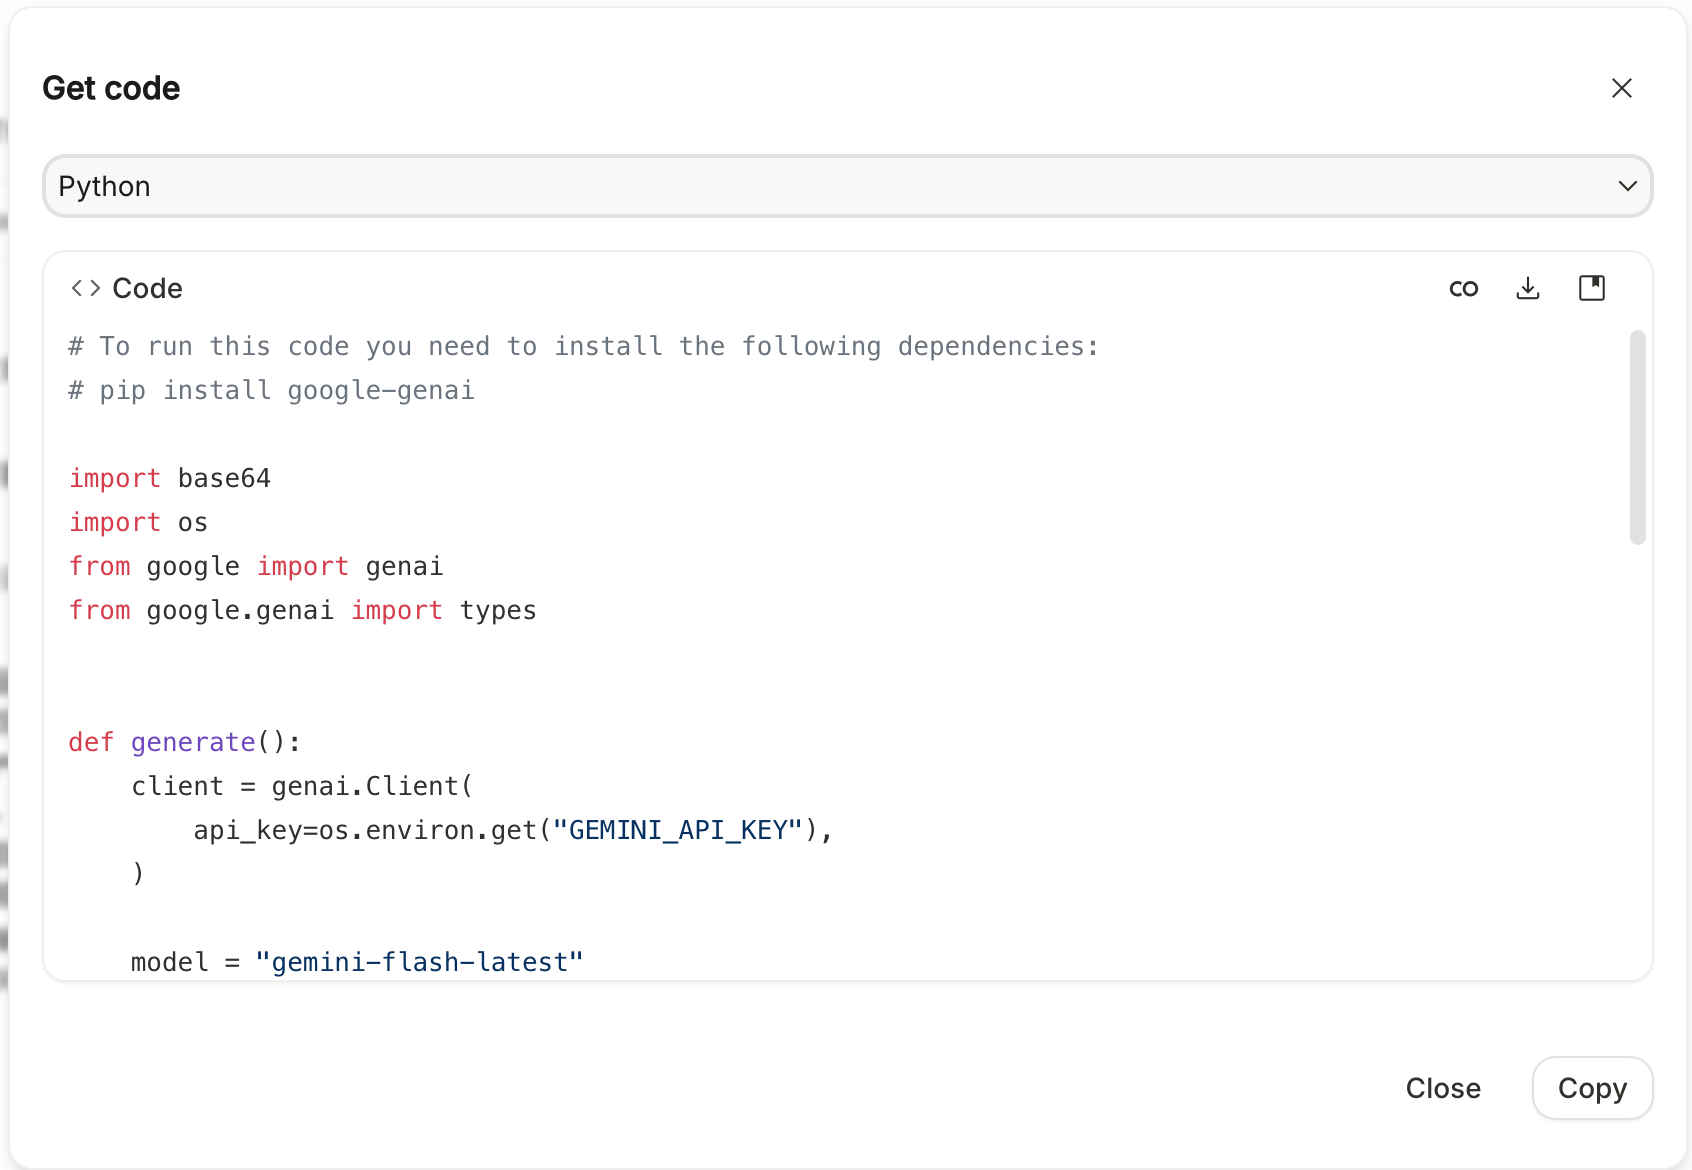 Get code
Python
Code
# To run this code you need to install the following dependencies:
# pip install google-genai

import base64
import os
from google import genai
from google.genai import types


def generate():
    client = genai.Client(
        api_key=os.environ.get("GEMINI_API_KEY"),
    )

    model = "gemini-flash-latest"
Close
Copy